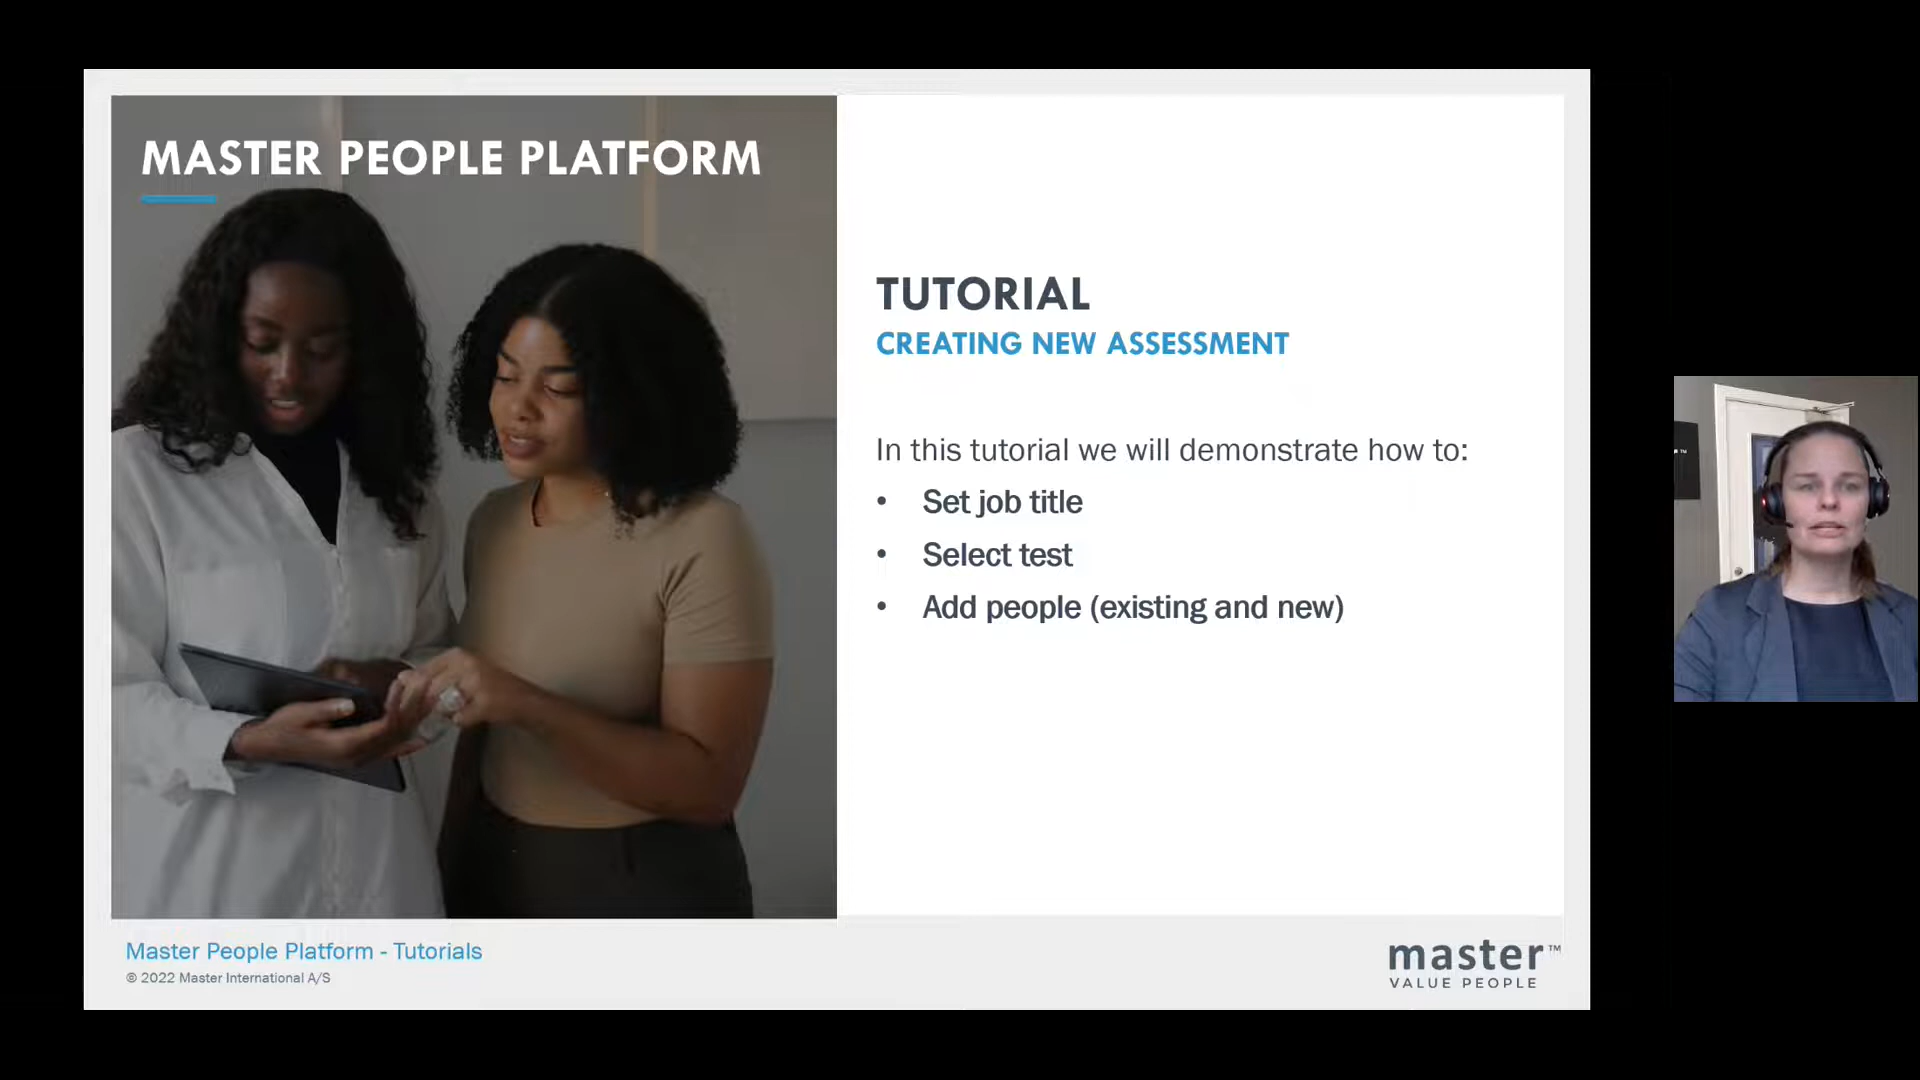 MASTER PEOPLE PLATFORM
TUTORIAL
CREATING NEW ASSESSMENT
In this tutorial we will demonstrate how to:
• Set job title
• Select test
• Add people (existing and new)
Master People Platform - Tutorials
© 2022 Master International A/S
master™
VALUE PEOPLE